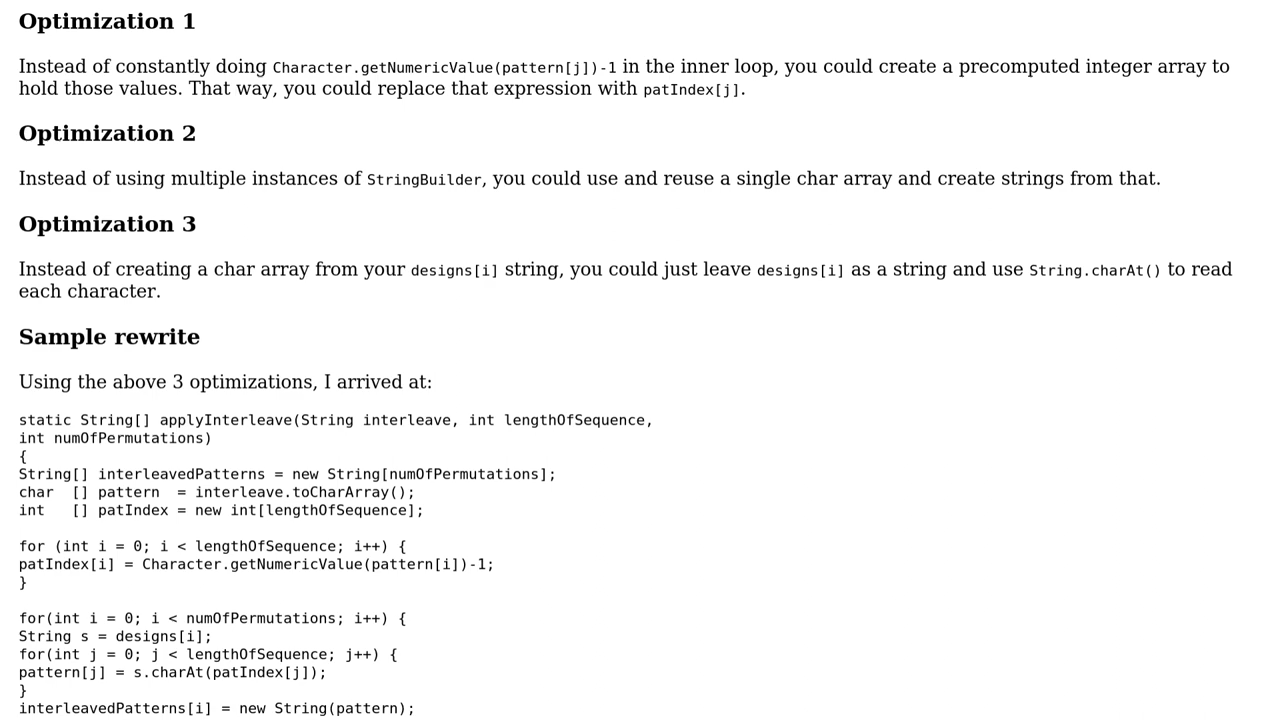 Optimization 1
Instead of constantly doing Character.getNumericValue(pattern[j])-1 in the inner loop, you could create a precomputed integer array to
hold those values. That way, you could replace that expression with patIndex[j].
Optimization 2
Instead of using multiple instances of StringBuilder, you could use and reuse a single char array and create strings from that.
Optimization 3
Instead of creating a char array from your designs[i] string, you could just leave designs[i] as a string and use String.charAt() to read
each character.
Sample rewrite
Using the above 3 optimizations, I arrived at:
static String[] applyInterleave(String interleave, int lengthOfSequence,
int numOfPermutations)
{
String[] interleavedPatterns = new String[numOfPermutations];
char  [] pattern  = interleave.toCharArray();
int   [] patIndex = new int[lengthOfSequence];
for (int i = 0; i < lengthOfSequence; i++) {
patIndex[i] = Character.getNumericValue(pattern[i])-1;
}
for(int i = 0; i < numOfPermutations; i++) {
String s = designs[i];
for(int j = 0; j < lengthOfSequence; j++) {
pattern[j] = s.charAt(patIndex[j]);
}
interleavedPatterns[i] = new String(pattern);